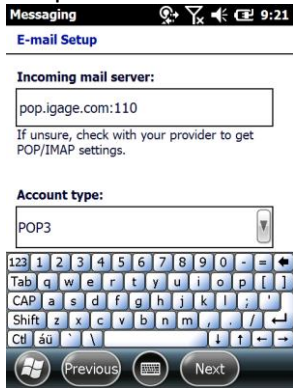 Messaging 9:21
E-mail Setup
Incoming mail server:
pop.igage.com:110
If unsure, check with your provider to get
POP/IMAP settings.
Account type:
POP3
123 1 2 3 4 5 6 7 8 9 0 - =
Tab q w e r t y u i o p [ ]
CAP a s d f g h j k l ; '
Shift z x c v b n m , . /
Ctl áü ` \
Previous Next